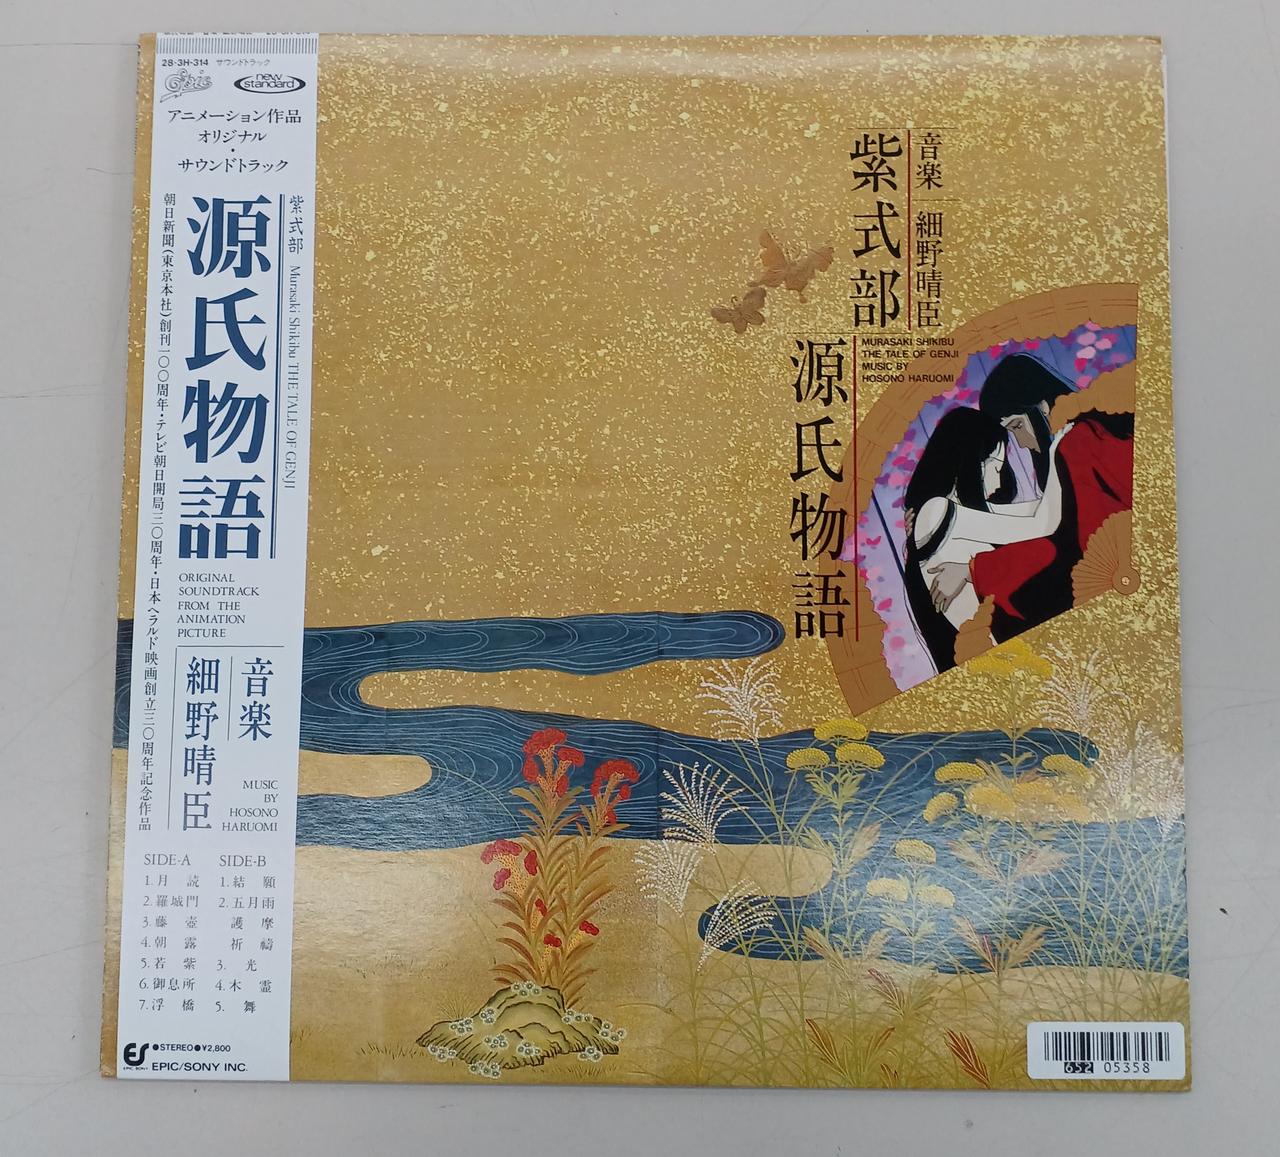 28・3H-314 サウンドトラック
Epic
new standard
アニメーション作品
オリジナル
・
サウンドトラック
紫式部 Murasaki Shikibu THE TALE OF GENJI
源氏物語
朝日新聞(東京本社)創刊一〇〇周年・テレビ朝日開局三〇周年・日本ヘラルド映画創立三〇周年記念作品
ORIGINAL
SOUNDTRACK
FROM THE
ANIMATION
PICTURE
音楽
細野晴臣
MUSIC
BY
HOSONO
HARUOMI
SIDE-A
1.月読
2.羅城門
3.藤壺
4.朝露
5.若紫
6.御息所
7.浮橋
SIDE-B
1.結願
2.五月雨
護摩
祈祷
3.光
4.木霊
5.舞
●STEREO●¥2,800
EPIC/SONY INC.
音楽 細野晴臣
紫式部
源氏物語
MURASAKI SHIKIBU
THE TALE OF GENJI
MUSIC BY
HOSONO HARUOMI
652 05358